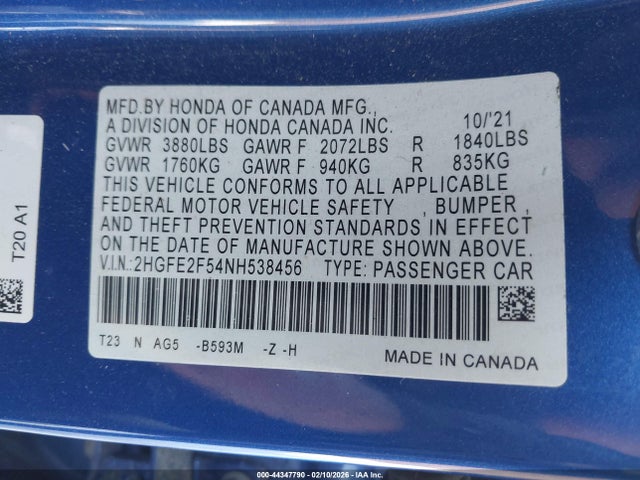 MFD.BY HONDA OF CANADA MFG.,
A DIVISION OF HONDA CANADA INC. 10/'21
GVWR 3880LBS GAWR F 2072LBS R 1840LBS
GVWR 1760KG GAWR F 940KG R 835KG
THIS VEHICLE CONFORMS TO ALL APPLICABLE
FEDERAL MOTOR VEHICLE SAFETY , BUMPER ,
AND THEFT PREVENTION STANDARDS IN EFFECT
ON THE DATE OF MANUFACTURE SHOWN ABOVE.
V.I.N.: 2HGFE2F54NH538456 TYPE: PASSENGER CAR
T23 N AG5 -B593M -Z -H
MADE IN CANADA
T20 A1
000-44347790 - 02/10/2026 - IAA Inc.